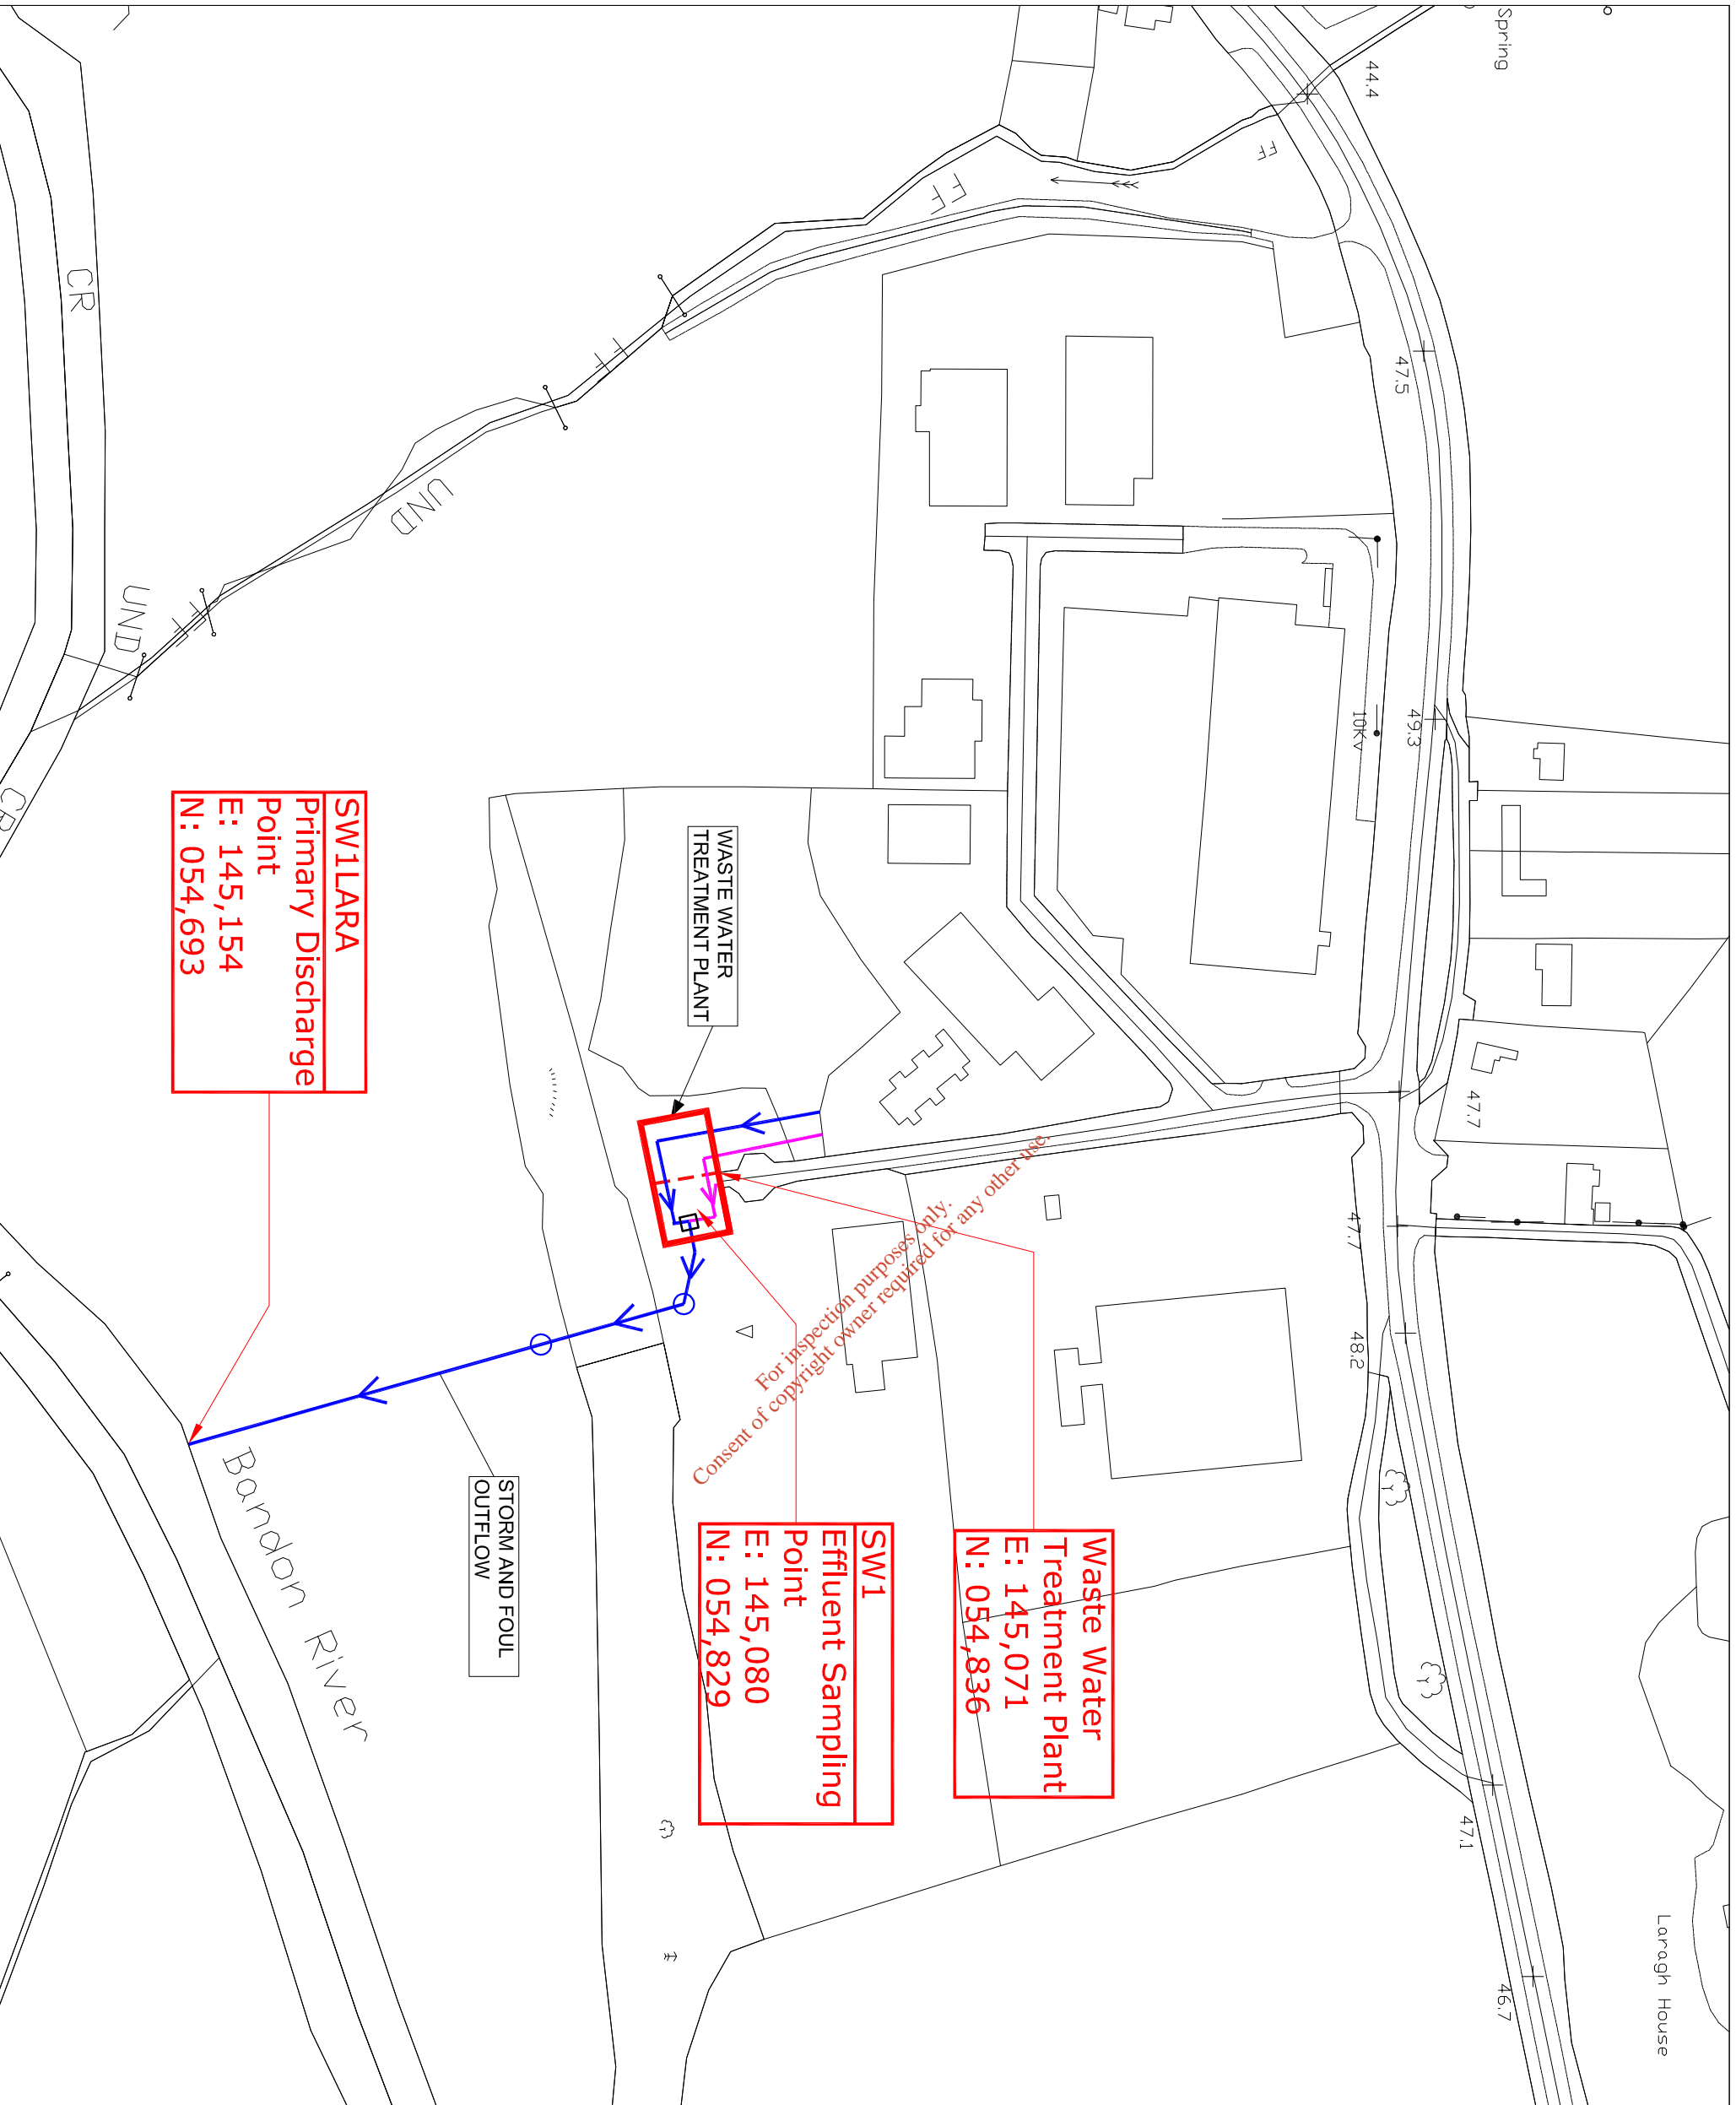 Spring
44.4
FF
FF
CR
47.5
FF
UND
UND
FF
CR
10Kv
49.3
SW1LARA
Primary Discharge
Point
E: 145,154
N: 054,693
WASTE WATER
TREATMENT PLANT
47.7
47.7
48.2
For inspection purposes only.
Consent of copyright owner required for any other use.
Bandon River
STORM AND FOUL
OUTFLOW
SW1
Effluent Sampling
Point
E: 145,080
N: 054,829
Waste Water
Treatment Plant
E: 145,071
N: 054,836
47.1
46.7
Laragh House